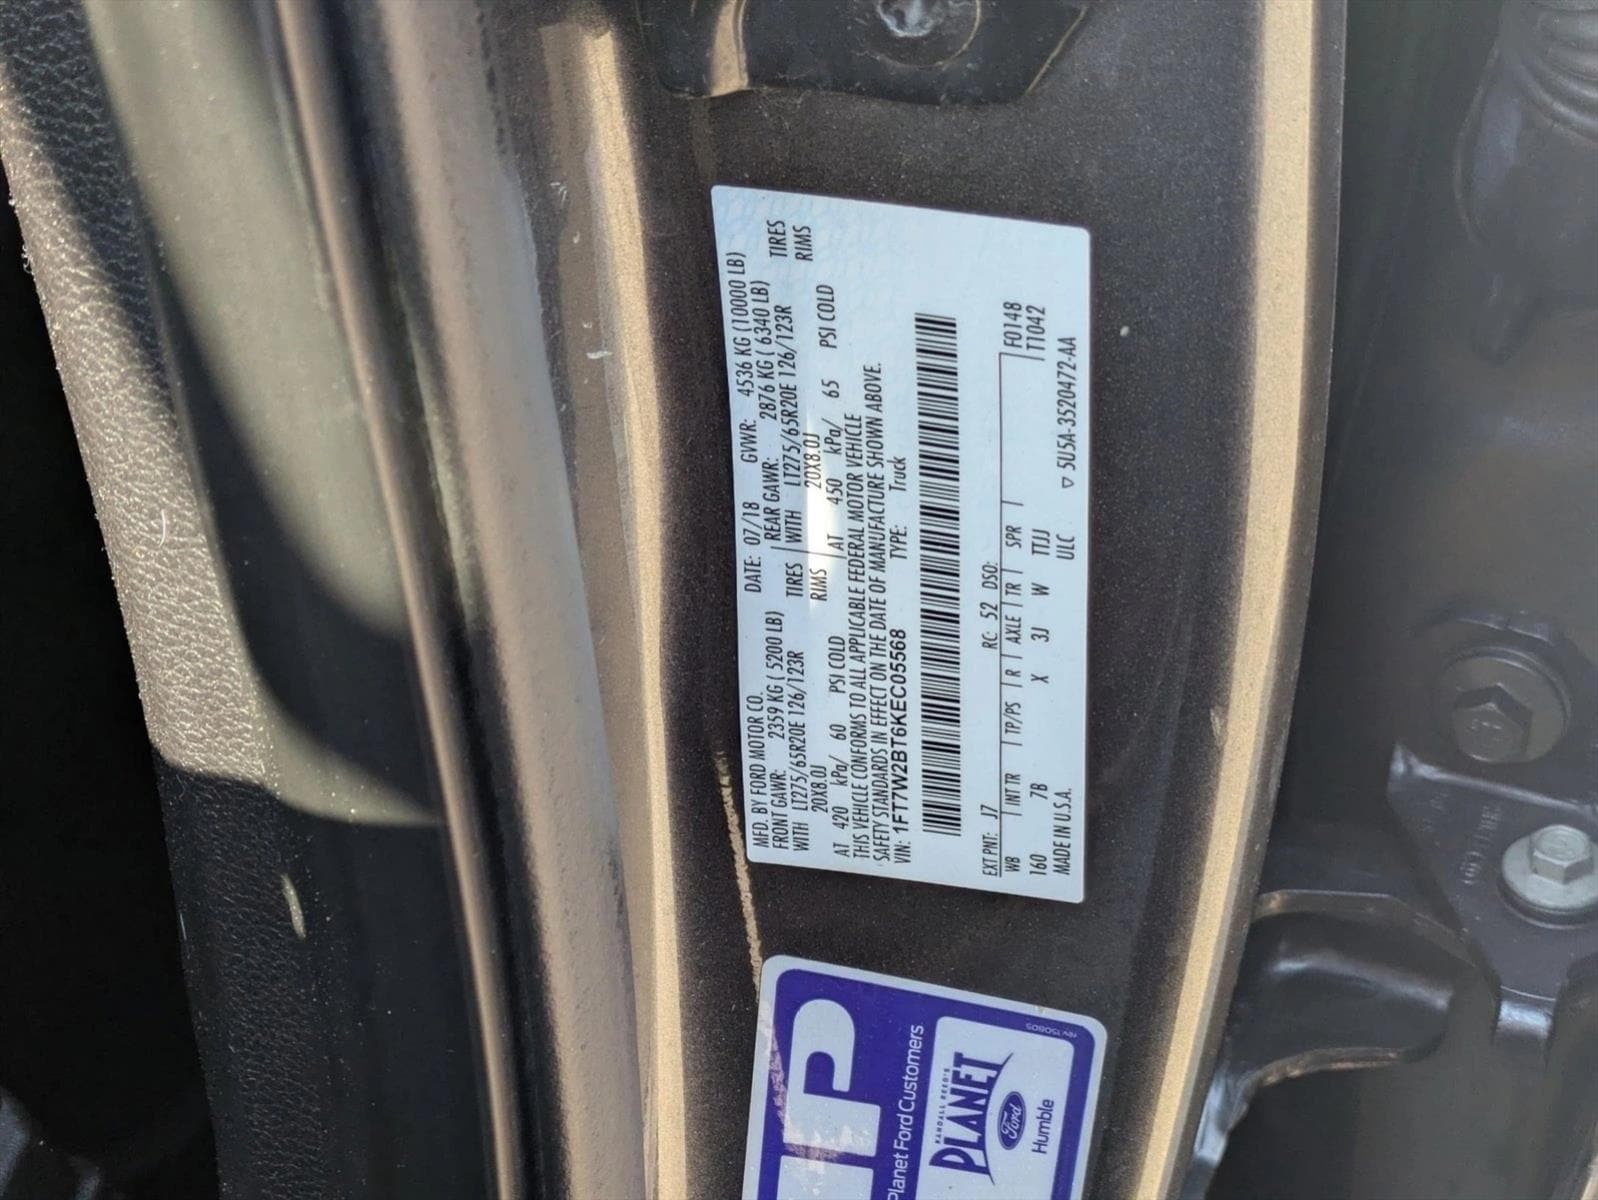 MFD. BY FORD MOTOR CO. DATE: 07/18 GVWR: 4536 KG (10000 LB)
FRONT GAWR: 2359 KG ( 5200 LB) REAR GAWR: 2876 KG ( 6340 LB)
WITH LT275/65R20E 126/123R TIRES WITH LT275/65R20E 126/123R TIRES
20X8.0J RIMS 20X8.0J RIMS
AT 420 kPa/ 60 PSI COLD AT 450 kPa/ 65 PSI COLD
THIS VEHICLE CONFORMS TO ALL APPLICABLE FEDERAL MOTOR VEHICLE
SAFETY STANDARDS IN EFFECT ON THE DATE OF MANUFACTURE SHOWN ABOVE.
VIN: 1FT7W2BT6KEC05568 TYPE: Truck
EXT PNT: J7 RC: 52 DSO: F0148
WB INT TR TP/PS R AXLE TR SPR T1042
160 7B X 3J W TTJJ
MADE IN U.S.A. ULC ▽ 5U5A-3520472-AA
Planet Ford Customers
RANDALL REED'S
PLANET
Ford
Humble
rev150805